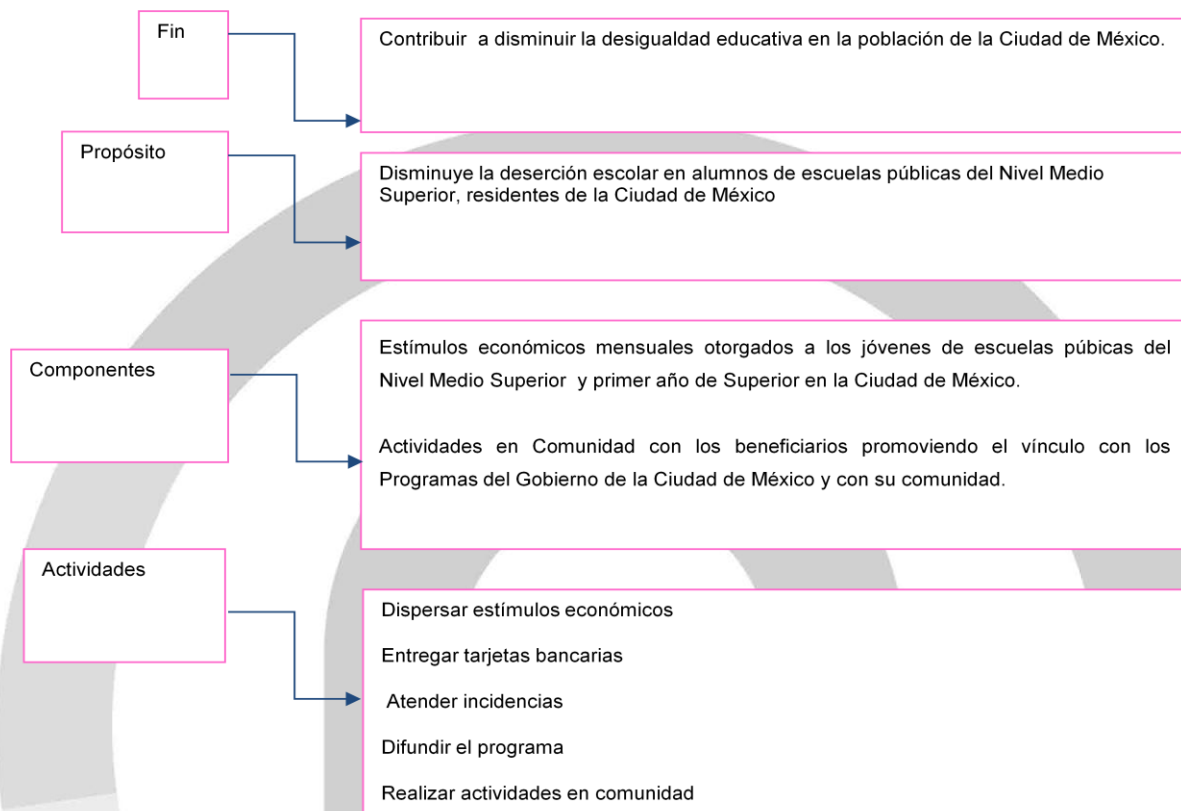 Fin
Contribuir a disminuir la desigualdad educativa en la población de la Ciudad de México.
Propósito
Disminuye la deserción escolar en alumnos de escuelas públicas del Nivel Medio
Superior, residentes de la Ciudad de México
Componentes
Estímulos económicos mensuales otorgados a los jóvenes de escuelas púbicas del
Nivel Medio Superior y primer año de Superior en la Ciudad de México.
Actividades en Comunidad con los beneficiarios promoviendo el vínculo con los
Programas del Gobierno de la Ciudad de México y con su comunidad.
Actividades
Dispersar estímulos económicos
Entregar tarjetas bancarias
Atender incidencias
Difundir el programa
Realizar actividades en comunidad